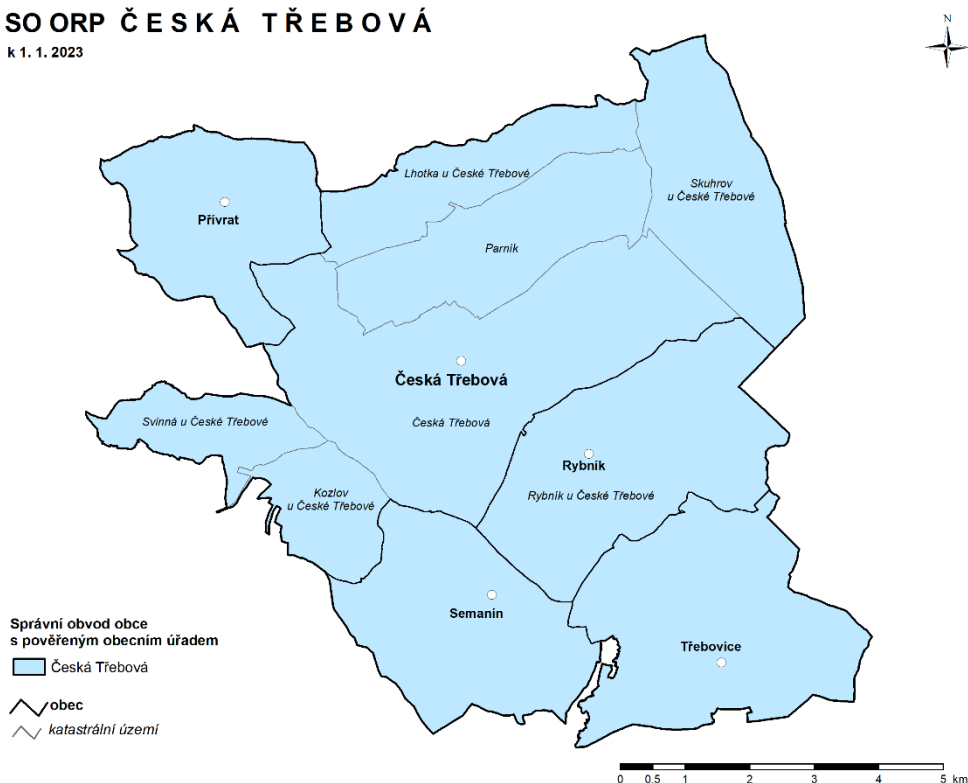 SO ORP ČESKÁ TŘEBOVÁ
k 1. 1. 2023
N
Lhotka u České Třebové
Skuhrov
u České Třebové
Přívrat
Parník
Česká Třebová
Svinná u České Třebové
Česká Třebová
Rybník
Kozlov
u České Třebové
Rybník u České Třebové
Semanín
Třebovice
Správní obvod obce
s pověřeným obecním úřadem
Česká Třebová
obec
katastrální území
0 0.5 1 2 3 4 5 km